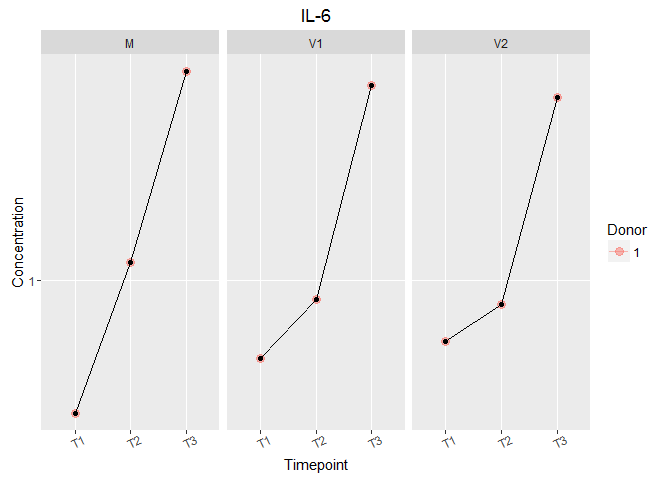 IL-6
M V1 V2
Concentration
1
T1 T2 T3 T1 T2 T3 T1 T2 T3
Timepoint
Donor
1